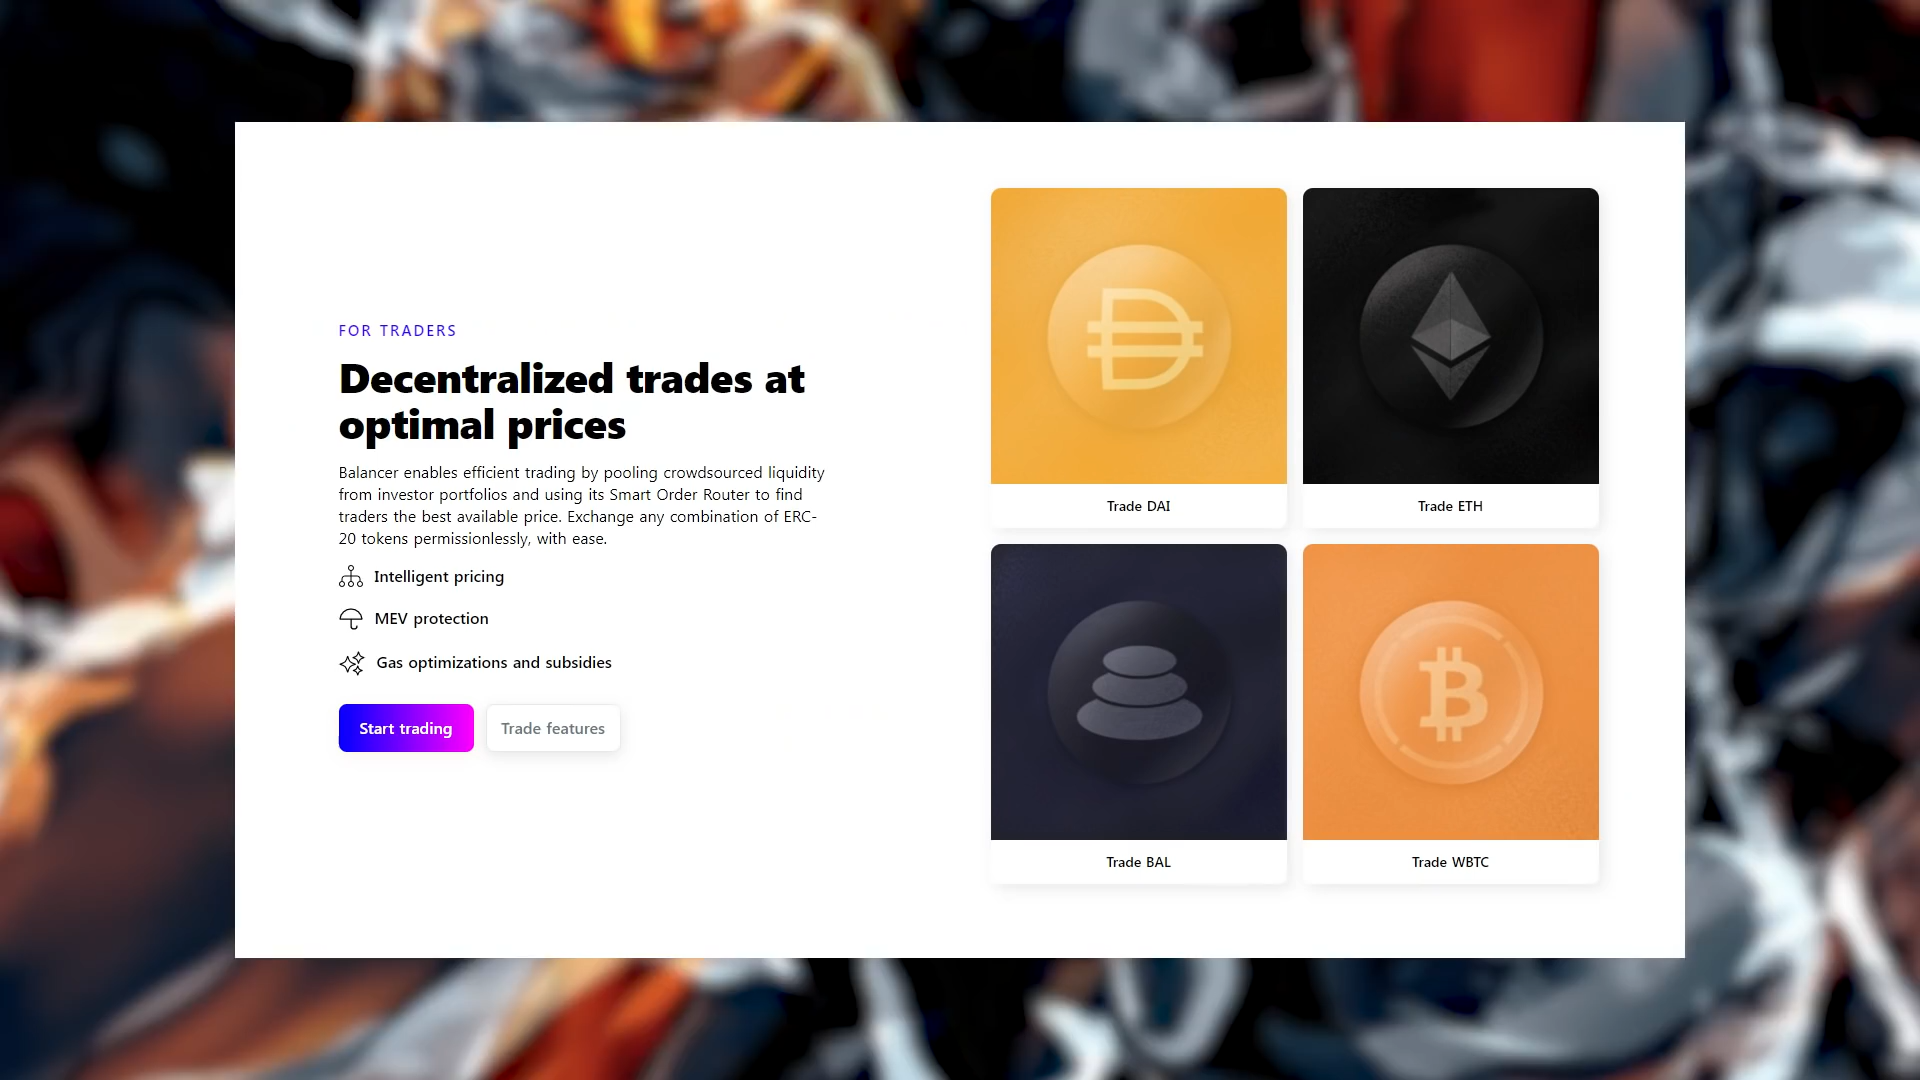 FOR TRADERS
Decentralized trades at
optimal prices
Balancer enables efficient trading by pooling crowdsourced liquidity
from investor portfolios and using its Smart Order Router to find
traders the best available price. Exchange any combination of ERC-
20 tokens permissionlessly, with ease.
Intelligent pricing
MEV protection
Gas optimizations and subsidies
Start trading
Trade features
Trade DAI
Trade ETH
Trade BAL
Trade WBTC